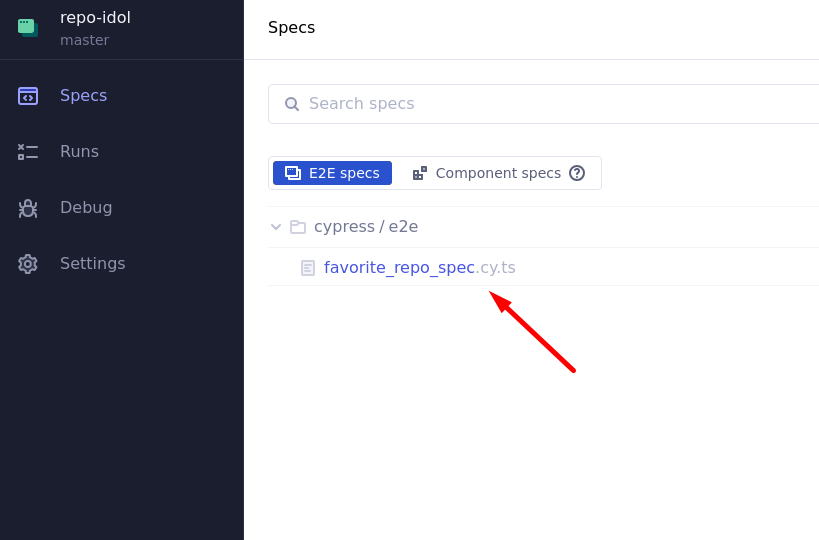 repo-idol
master
Specs
Runs
Debug
Settings
Specs
Search specs
E2E specs
Component specs
cypress / e2e
favorite_repo_spec.cy.ts